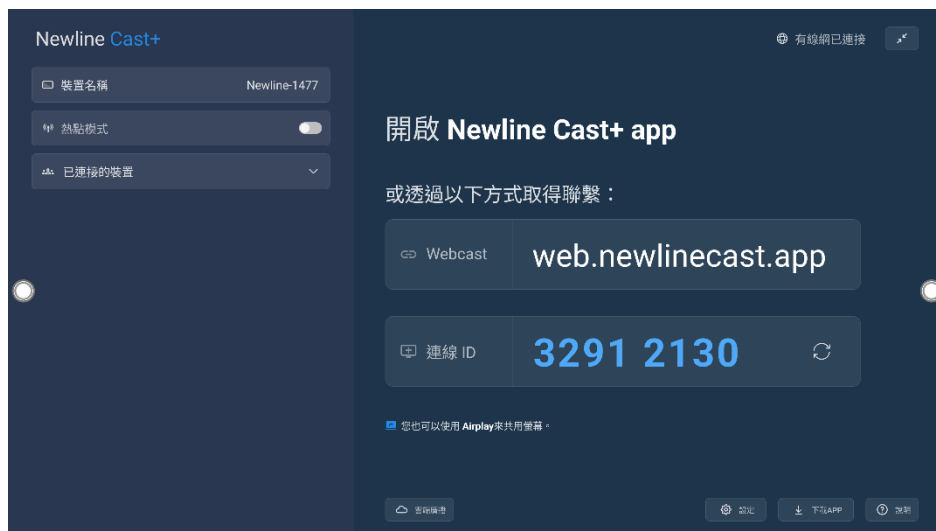 Newline Cast+
有線網已連接
裝置名稱 Newline-1477
熱點模式
已連接的裝置
開啟 Newline Cast+ app
或透過以下方式取得聯繫：
Webcast web.newlinecast.app
連線 ID 3291 2130
您也可以使用 Airplay來共用螢幕。
設定
下載APP
說明